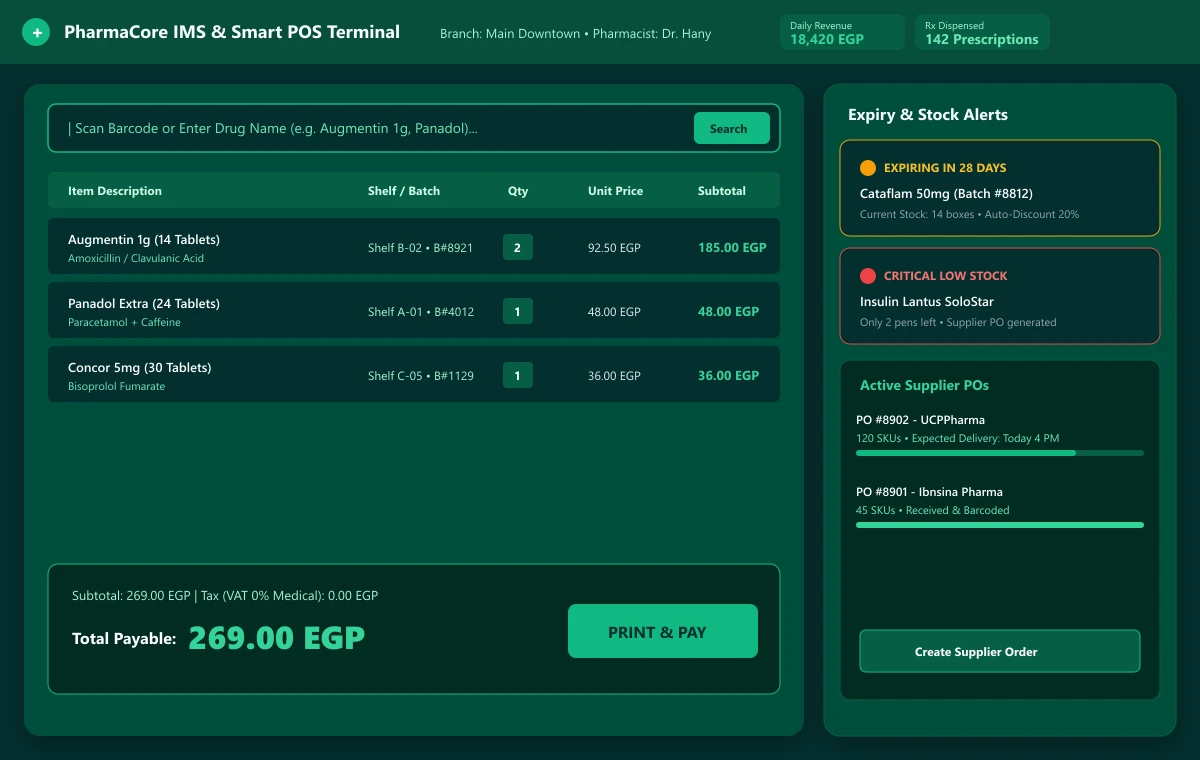 + PharmaCore IMS & Smart POS Terminal
Branch: Main Downtown • Pharmacist: Dr. Hany
Daily Revenue
18,420 EGP
Rx Dispensed
142 Prescriptions
| Scan Barcode or Enter Drug Name (e.g. Augmentin 1g, Panadol)...
Search
Item Description Shelf / Batch Qty Unit Price Subtotal
Augmentin 1g (14 Tablets)
Amoxicillin / Clavulanic Acid
Shelf B-02 • B#8921 2 92.50 EGP 185.00 EGP
Panadol Extra (24 Tablets)
Paracetamol + Caffeine
Shelf A-01 • B#4012 1 48.00 EGP 48.00 EGP
Concor 5mg (30 Tablets)
Bisoprolol Fumarate
Shelf C-05 • B#1129 1 36.00 EGP 36.00 EGP
Subtotal: 269.00 EGP | Tax (VAT 0% Medical): 0.00 EGP
Total Payable: 269.00 EGP
PRINT & PAY
Expiry & Stock Alerts
EXPIRING IN 28 DAYS
Cataflam 50mg (Batch #8812)
Current Stock: 14 boxes • Auto-Discount 20%
CRITICAL LOW STOCK
Insulin Lantus SoloStar
Only 2 pens left • Supplier PO generated
Active Supplier POs
PO #8902 - UCPPharma
120 SKUs • Expected Delivery: Today 4 PM
PO #8901 - Ibnsina Pharma
45 SKUs • Received & Barcoded
Create Supplier Order